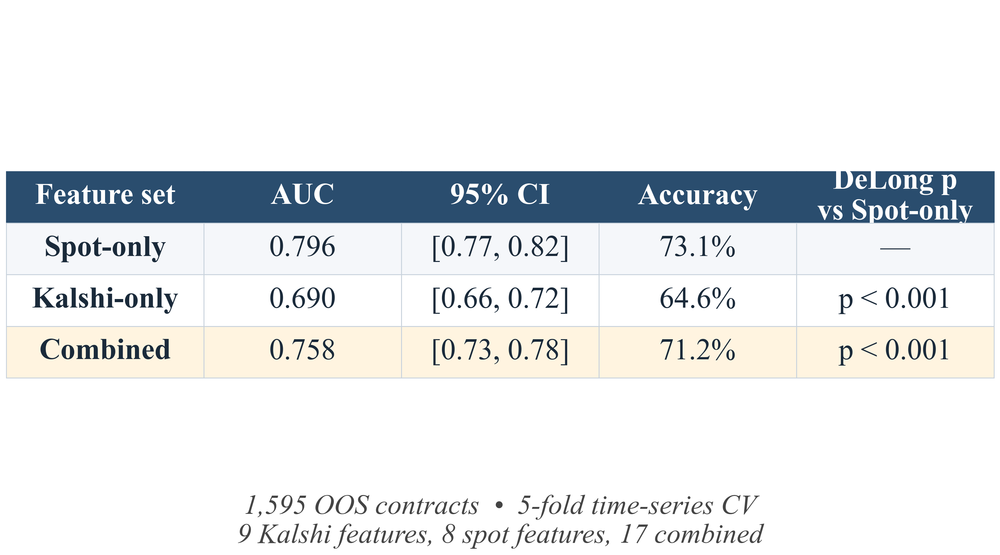 Feature set AUC 95% CI Accuracy DeLong p vs Spot-only
Spot-only 0.796 [0.77, 0.82] 73.1% —
Kalshi-only 0.690 [0.66, 0.72] 64.6% p < 0.001
Combined 0.758 [0.73, 0.78] 71.2% p < 0.001
1,595 OOS contracts • 5-fold time-series CV
9 Kalshi features, 8 spot features, 17 combined